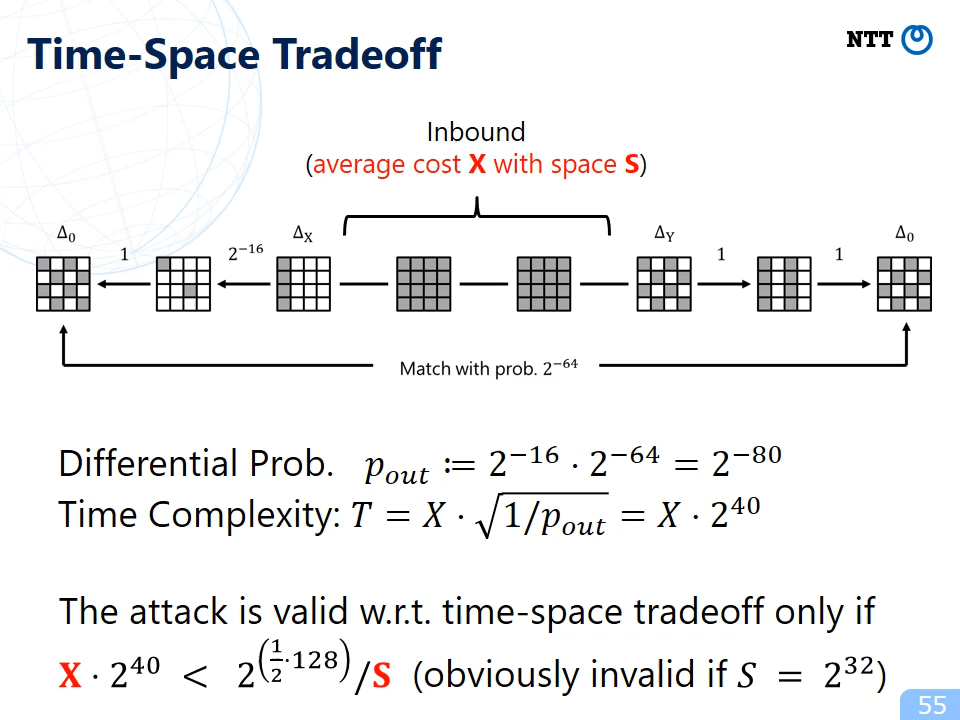 Time-Space Tradeoff
NTT
Inbound
(average cost X with space S)
Δ₀ Δ_X Δ_Y Δ₀
1 2⁻¹⁶ 1 1
Match with prob. 2⁻⁶⁴
Differential Prob. p_out ≔ 2⁻¹⁶ · 2⁻⁶⁴ = 2⁻⁸⁰
Time Complexity: T = X · √(1/p_out) = X · 2⁴⁰
The attack is valid w.r.t. time-space tradeoff only if
X · 2⁴⁰ < 2^(1/2·128)/S (obviously invalid if S = 2³²)
55